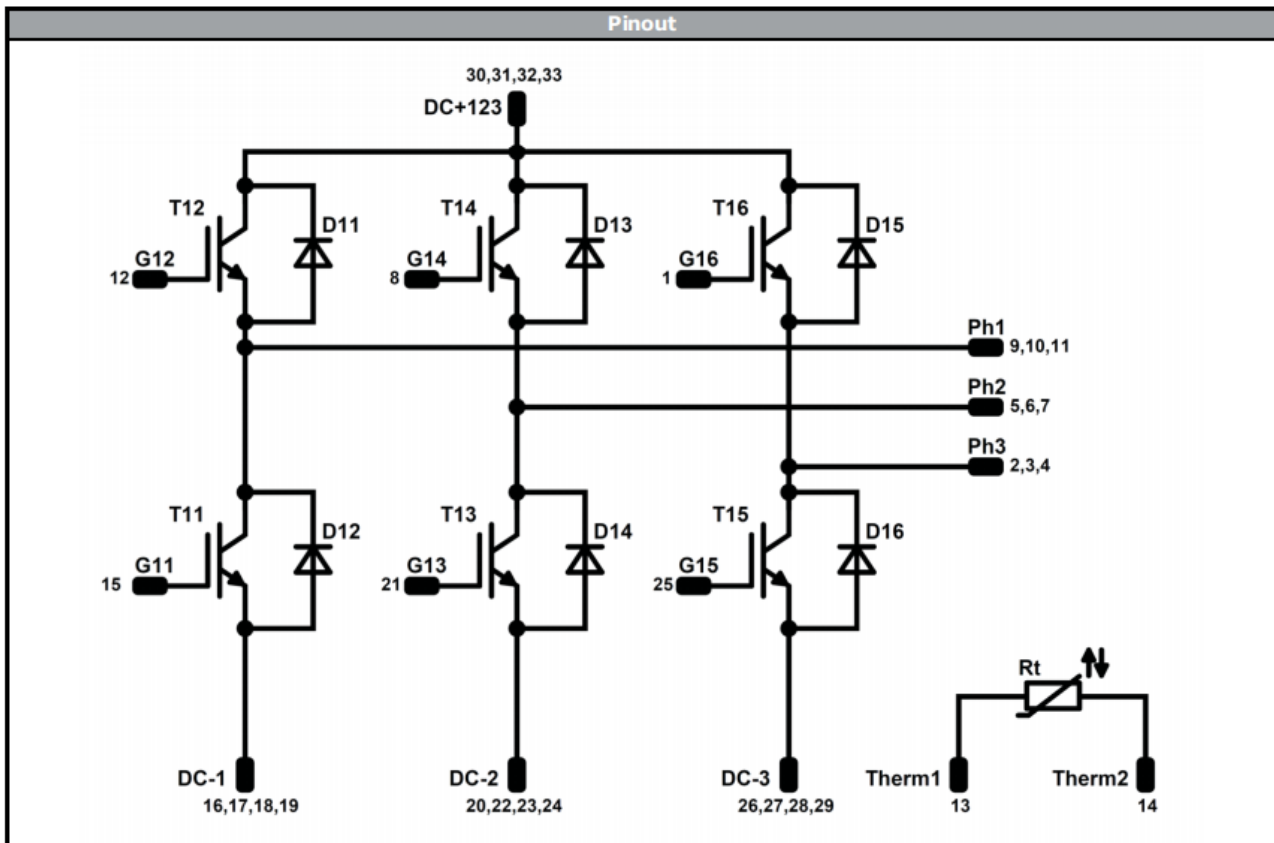 Pinout
30,31,32,33
DC+123
T12
D11
T14
D13
T16
D15
G12
12
G14
8
G16
1
Ph1
9,10,11
Ph2
5,6,7
Ph3
2,3,4
T11
D12
T13
D14
T15
D16
G11
15
G13
21
G15
25
Rt
DC-1
16,17,18,19
DC-2
20,22,23,24
DC-3
26,27,28,29
Therm1
13
Therm2
14